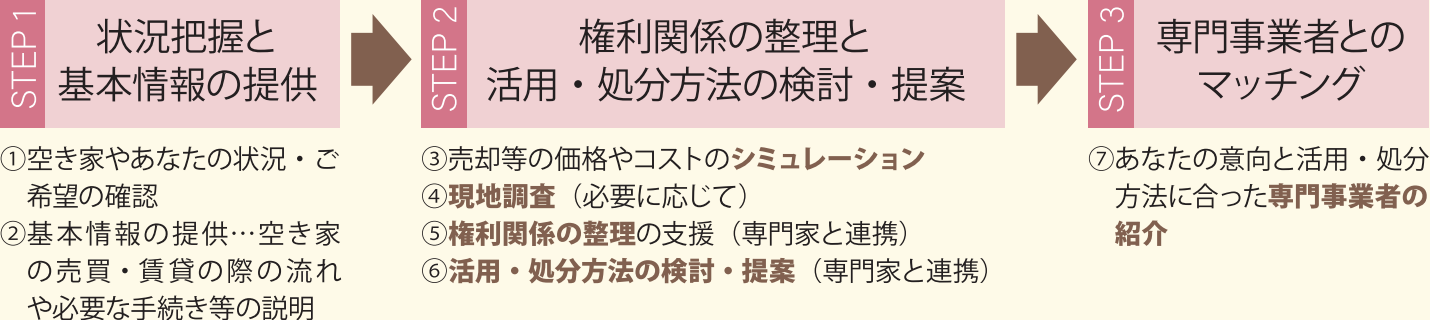 STEP 1
状況把握と
基本情報の提供
①空き家やあなたの状況・ご
希望の確認
②基本情報の提供…空き家
の売買・賃貸の際の流れ
や必要な手続き等の説明
STEP 2
権利関係の整理と
活用・処分方法の検討・提案
③売却等の価格やコストのシミュレーション
④現地調査（必要に応じて）
⑤権利関係の整理の支援（専門家と連携）
⑥活用・処分方法の検討・提案（専門家と連携）
STEP 3
専門事業者との
マッチング
⑦あなたの意向と活用・処分
方法に合った専門事業者の
紹介